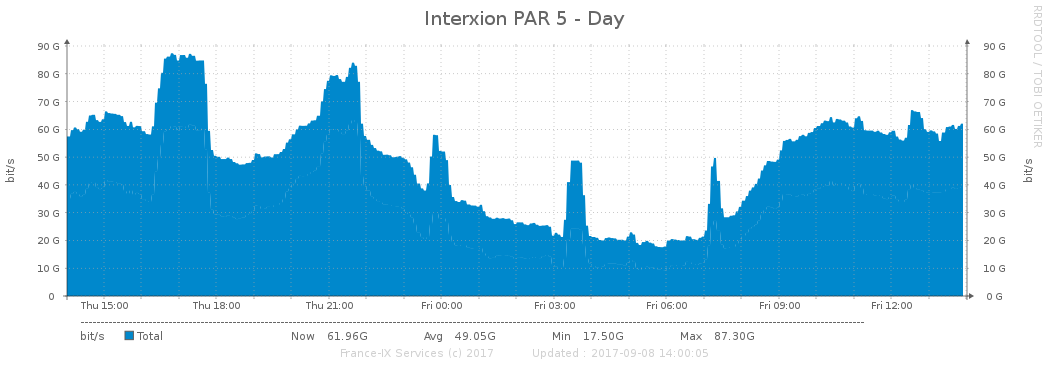 Interxion PAR 5 - Day
RRDTOOL / TOBI OETIKER
bit/s
90 G 90 G
80 G 80 G
70 G 70 G
60 G 60 G
50 G 50 G
40 G 40 G
30 G 30 G
20 G 20 G
10 G 10 G
0 0 G
bit/s
Thu 15:00 Thu 18:00 Thu 21:00 Fri 00:00 Fri 03:00 Fri 06:00 Fri 09:00 Fri 12:00
bit/s Total Now 61.96G Avg 49.05G Min 17.50G Max 87.30G
France-IX Services (c) 2017 Updated : 2017-09-08 14:00:05